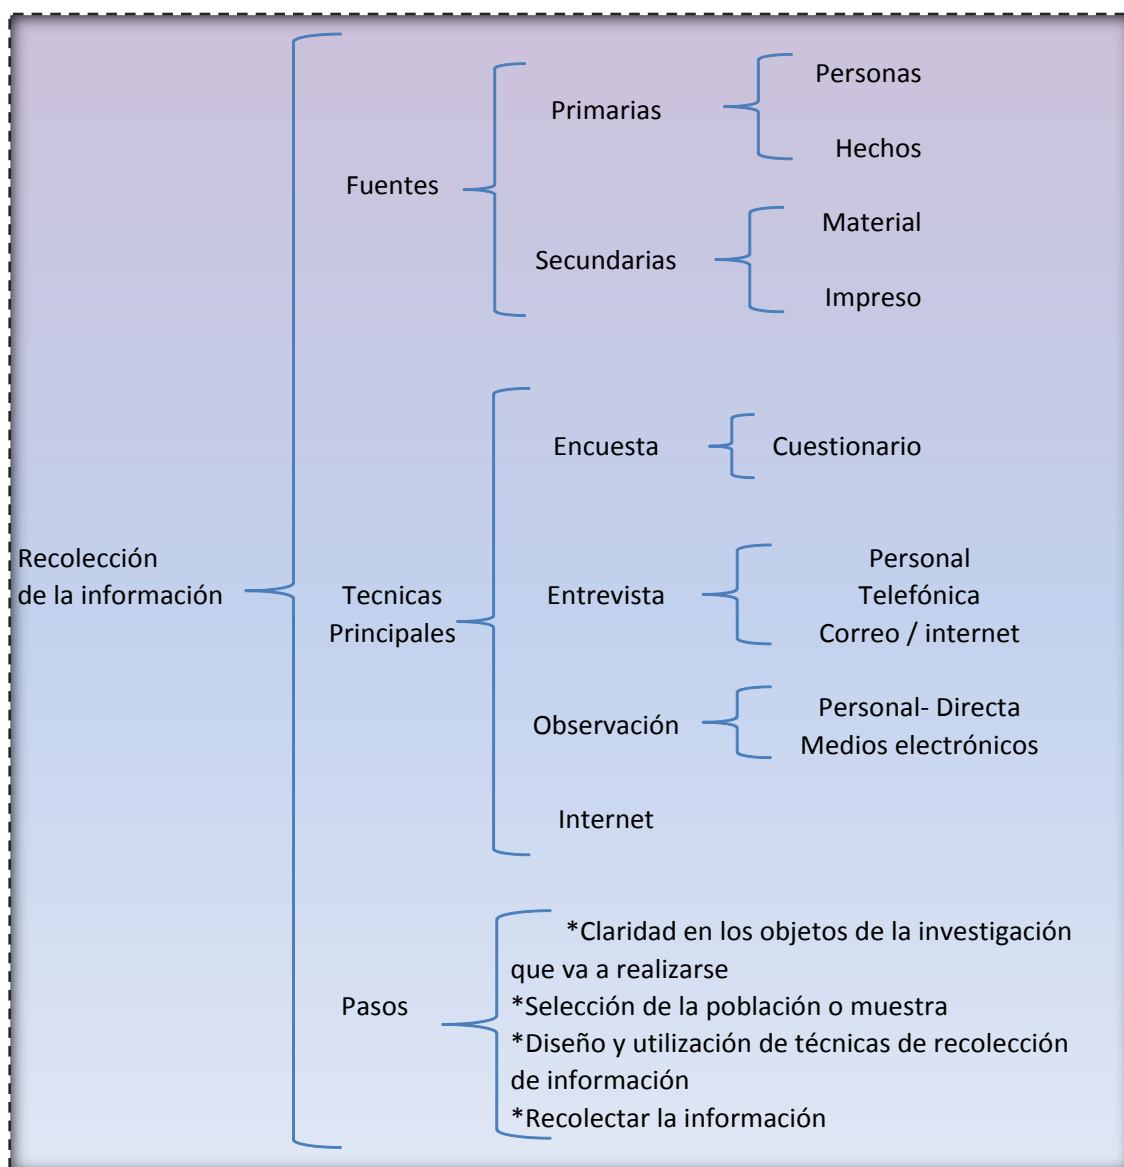 Recolección
de la información
Fuentes
Primarias
Personas
Hechos
Secundarias
Material
Impreso
Tecnicas
Principales
Encuesta
Cuestionario
Entrevista
Personal
Telefónica
Correo / internet
Observación
Personal- Directa
Medios electrónicos
Internet
Pasos
*Claridad en los objetos de la investigación
que va a realizarse
*Selección de la población o muestra
*Diseño y utilización de técnicas de recolección
de información
*Recolectar la información